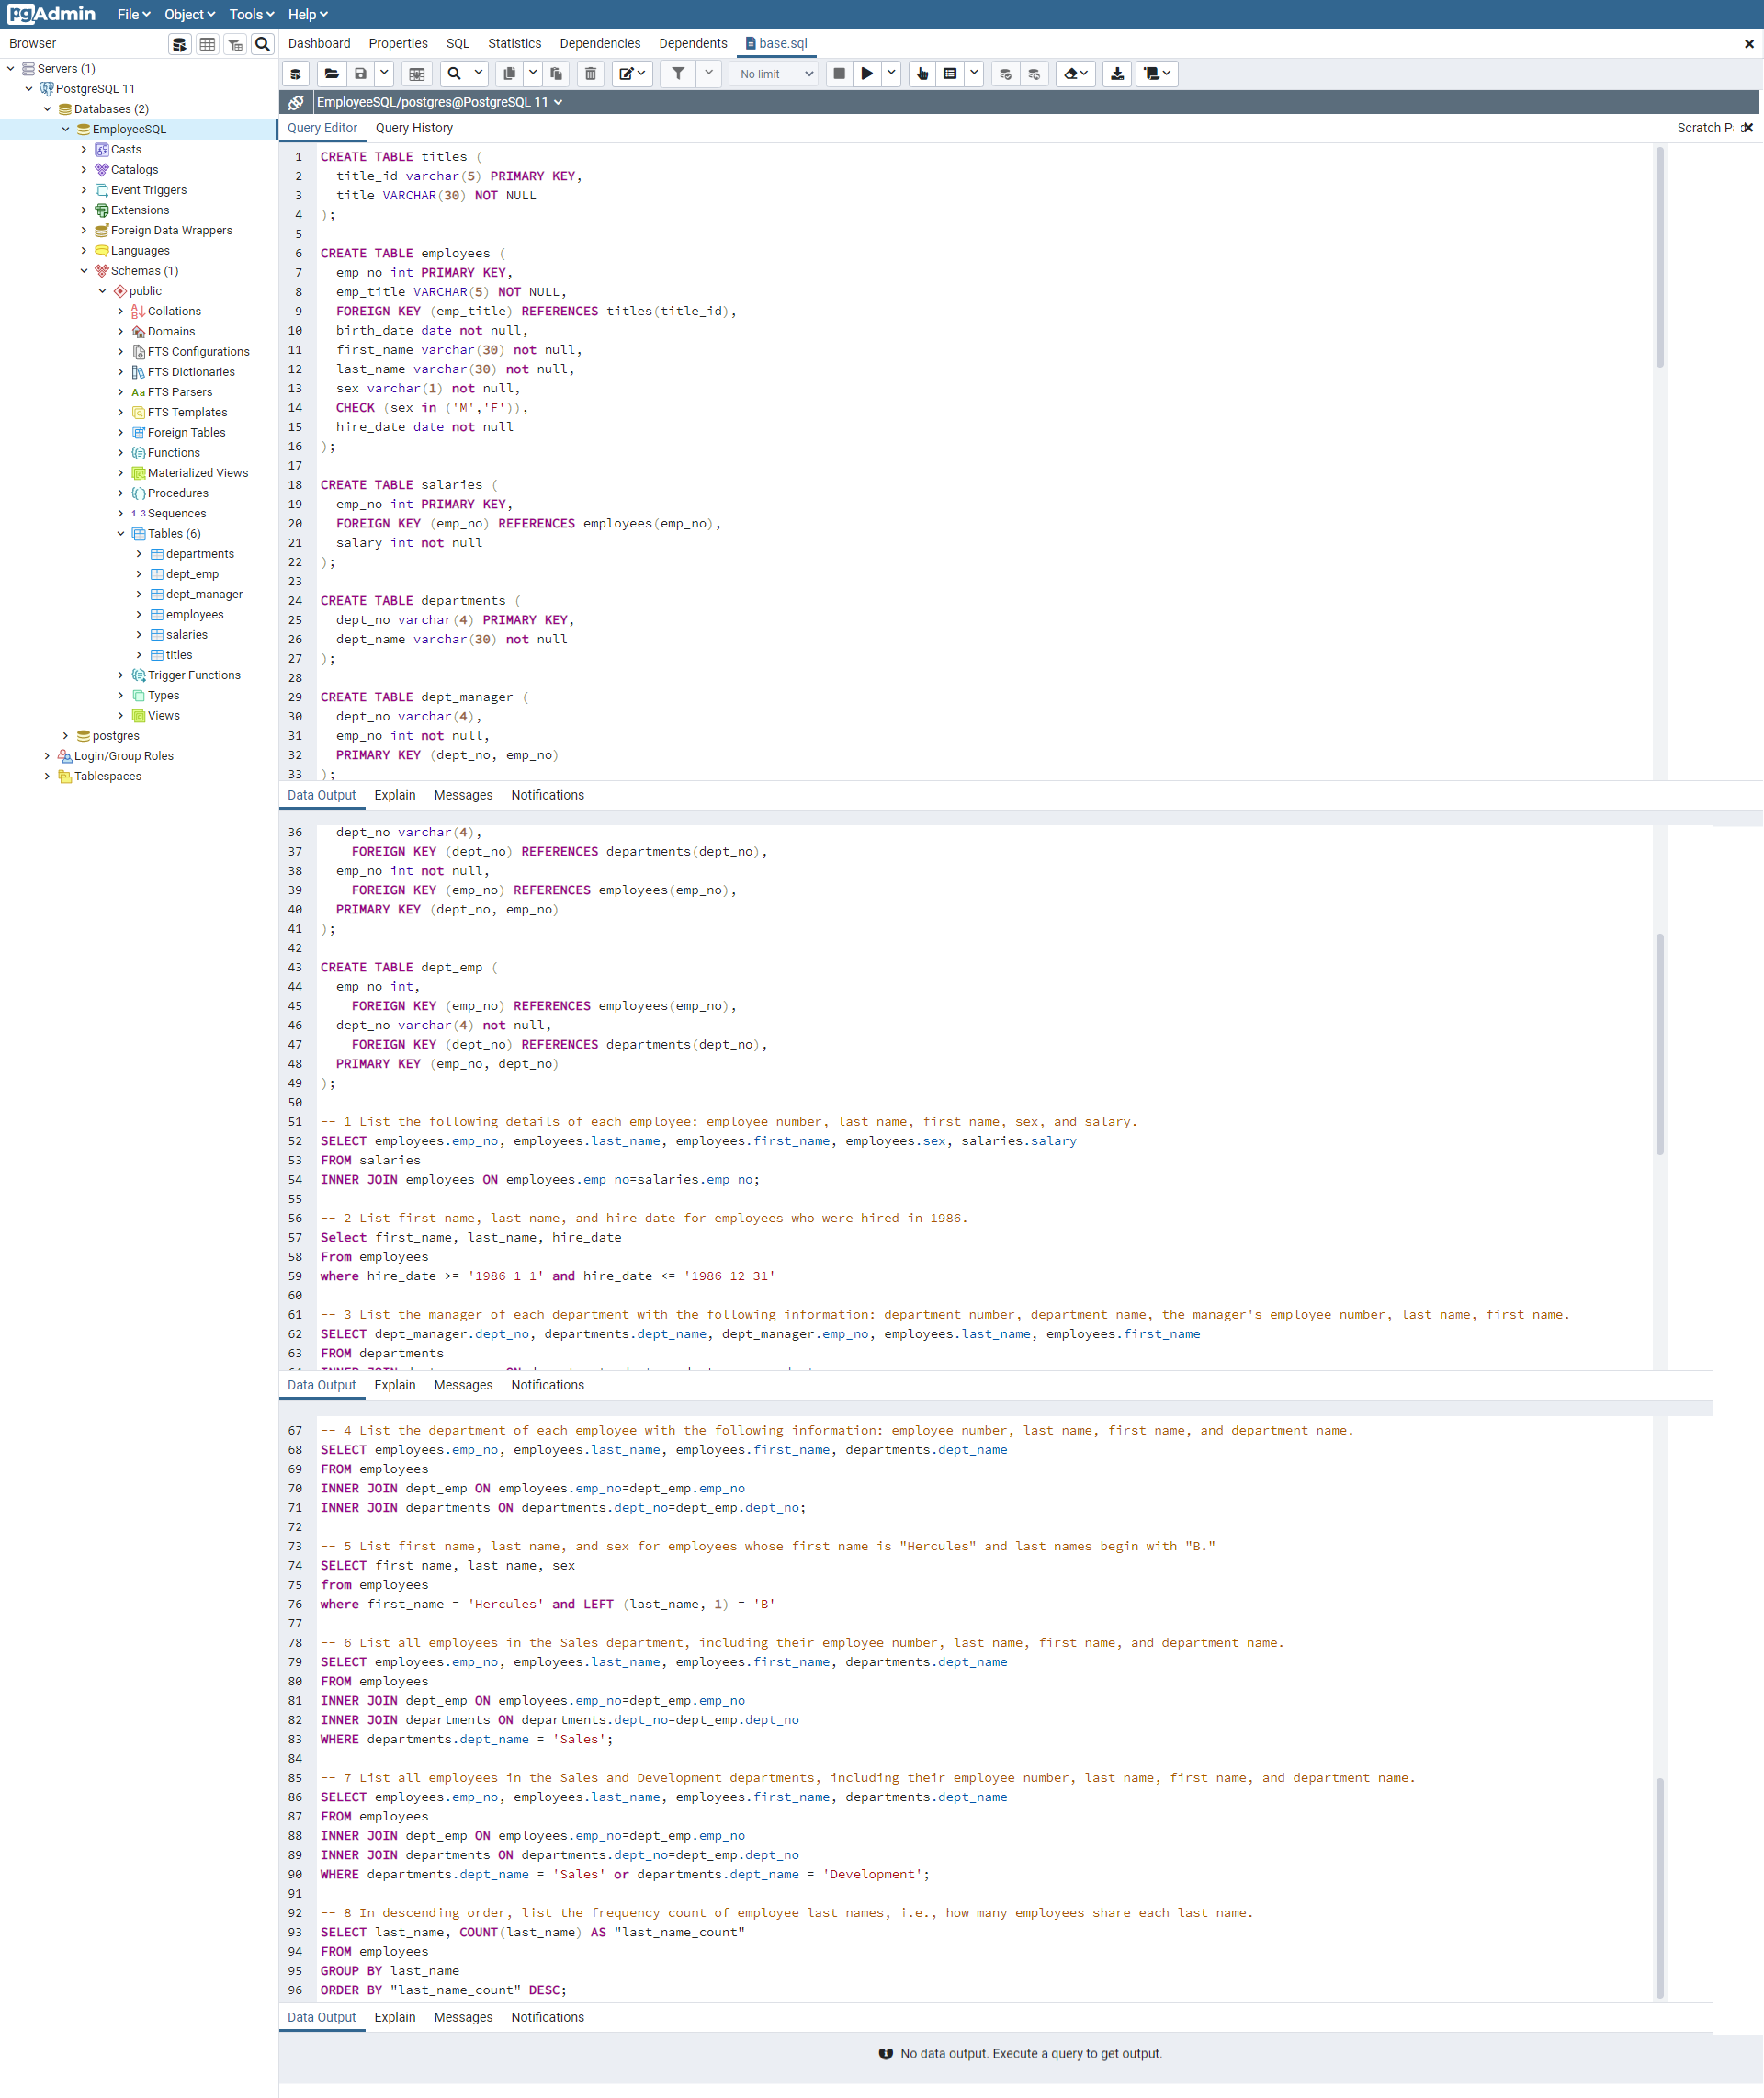 pgAdmin File Object Tools Help
Browser
Dashboard Properties SQL Statistics Dependencies Dependents base.sql
Servers (1)
PostgreSQL 11
Databases (2)
EmployeeSQL
Casts
Catalogs
Event Triggers
Extensions
Foreign Data Wrappers
Languages
Schemas (1)
public
Collations
Domains
FTS Configurations
FTS Dictionaries
Aa FTS Parsers
FTS Templates
Foreign Tables
Functions
Materialized Views
Procedures
1..3 Sequences
Tables (6)
departments
dept_emp
dept_manager
employees
salaries
titles
Trigger Functions
Types
Views
postgres
Login/Group Roles
Tablespaces
No limit
EmployeeSQL/postgres@PostgreSQL 11
Query Editor Query History
Scratch
1 CREATE TABLE titles (
2 title_id varchar(5) PRIMARY KEY,
3 title VARCHAR(30) NOT NULL
4 );
5
6 CREATE TABLE employees (
7 emp_no int PRIMARY KEY,
8 emp_title VARCHAR(5) NOT NULL,
9 FOREIGN KEY (emp_title) REFERENCES titles(title_id),
10 birth_date date not null,
11 first_name varchar(30) not null,
12 last_name varchar(30) not null,
13 sex varchar(1) not null,
14 CHECK (sex in ('M','F')),
15 hire_date date not null
16 );
17
18 CREATE TABLE salaries (
19 emp_no int PRIMARY KEY,
20 FOREIGN KEY (emp_no) REFERENCES employees(emp_no),
21 salary int not null
22 );
23
24 CREATE TABLE departments (
25 dept_no varchar(4) PRIMARY KEY,
26 dept_name varchar(30) not null
27 );
28
29 CREATE TABLE dept_manager (
30 dept_no varchar(4),
31 emp_no int not null,
32 PRIMARY KEY (dept_no, emp_no)
33 );
Data Output Explain Messages Notifications
36 dept_no varchar(4),
37 FOREIGN KEY (dept_no) REFERENCES departments(dept_no),
38 emp_no int not null,
39 FOREIGN KEY (emp_no) REFERENCES employees(emp_no),
40 PRIMARY KEY (dept_no, emp_no)
41 );
42
43 CREATE TABLE dept_emp (
44 emp_no int,
45 FOREIGN KEY (emp_no) REFERENCES employees(emp_no),
46 dept_no varchar(4) not null,
47 FOREIGN KEY (dept_no) REFERENCES departments(dept_no),
48 PRIMARY KEY (emp_no, dept_no)
49 );
50
51 -- 1 List the following details of each employee: employee number, last name, first name, sex, and salary.
52 SELECT employees.emp_no, employees.last_name, employees.first_name, employees.sex, salaries.salary
53 FROM salaries
54 INNER JOIN employees ON employees.emp_no=salaries.emp_no;
55
56 -- 2 List first name, last name, and hire date for employees who were hired in 1986.
57 Select first_name, last_name, hire_date
58 From employees
59 where hire_date >= '1986-1-1' and hire_date <= '1986-12-31'
60
61 -- 3 List the manager of each department with the following information: department number, department name, the manager's employee number, last name, first name.
62 SELECT dept_manager.dept_no, departments.dept_name, dept_manager.emp_no, employees.last_name, employees.first_name
63 FROM departments
Data Output Explain Messages Notifications
67 -- 4 List the department of each employee with the following information: employee number, last name, first name, and department name.
68 SELECT employees.emp_no, employees.last_name, employees.first_name, departments.dept_name
69 FROM employees
70 INNER JOIN dept_emp ON employees.emp_no=dept_emp.emp_no
71 INNER JOIN departments ON departments.dept_no=dept_emp.dept_no;
72
73 -- 5 List first name, last name, and sex for employees whose first name is "Hercules" and last names begin with "B."
74 SELECT first_name, last_name, sex
75 from employees
76 where first_name = 'Hercules' and LEFT (last_name, 1) = 'B'
77
78 -- 6 List all employees in the Sales department, including their employee number, last name, first name, and department name.
79 SELECT employees.emp_no, employees.last_name, employees.first_name, departments.dept_name
80 FROM employees
81 INNER JOIN dept_emp ON employees.emp_no=dept_emp.emp_no
82 INNER JOIN departments ON departments.dept_no=dept_emp.dept_no
83 WHERE departments.dept_name = 'Sales';
84
85 -- 7 List all employees in the Sales and Development departments, including their employee number, last name, first name, and department name.
86 SELECT employees.emp_no, employees.last_name, employees.first_name, departments.dept_name
87 FROM employees
88 INNER JOIN dept_emp ON employees.emp_no=dept_emp.emp_no
89 INNER JOIN departments ON departments.dept_no=dept_emp.dept_no
90 WHERE departments.dept_name = 'Sales' or departments.dept_name = 'Development';
91
92 -- 8 In descending order, list the frequency count of employee last names, i.e., how many employees share each last name.
93 SELECT last_name, COUNT(last_name) AS "last_name_count"
94 FROM employees
95 GROUP BY last_name
96 ORDER BY "last_name_count" DESC;
Data Output Explain Messages Notifications
No data output. Execute a query to get output.